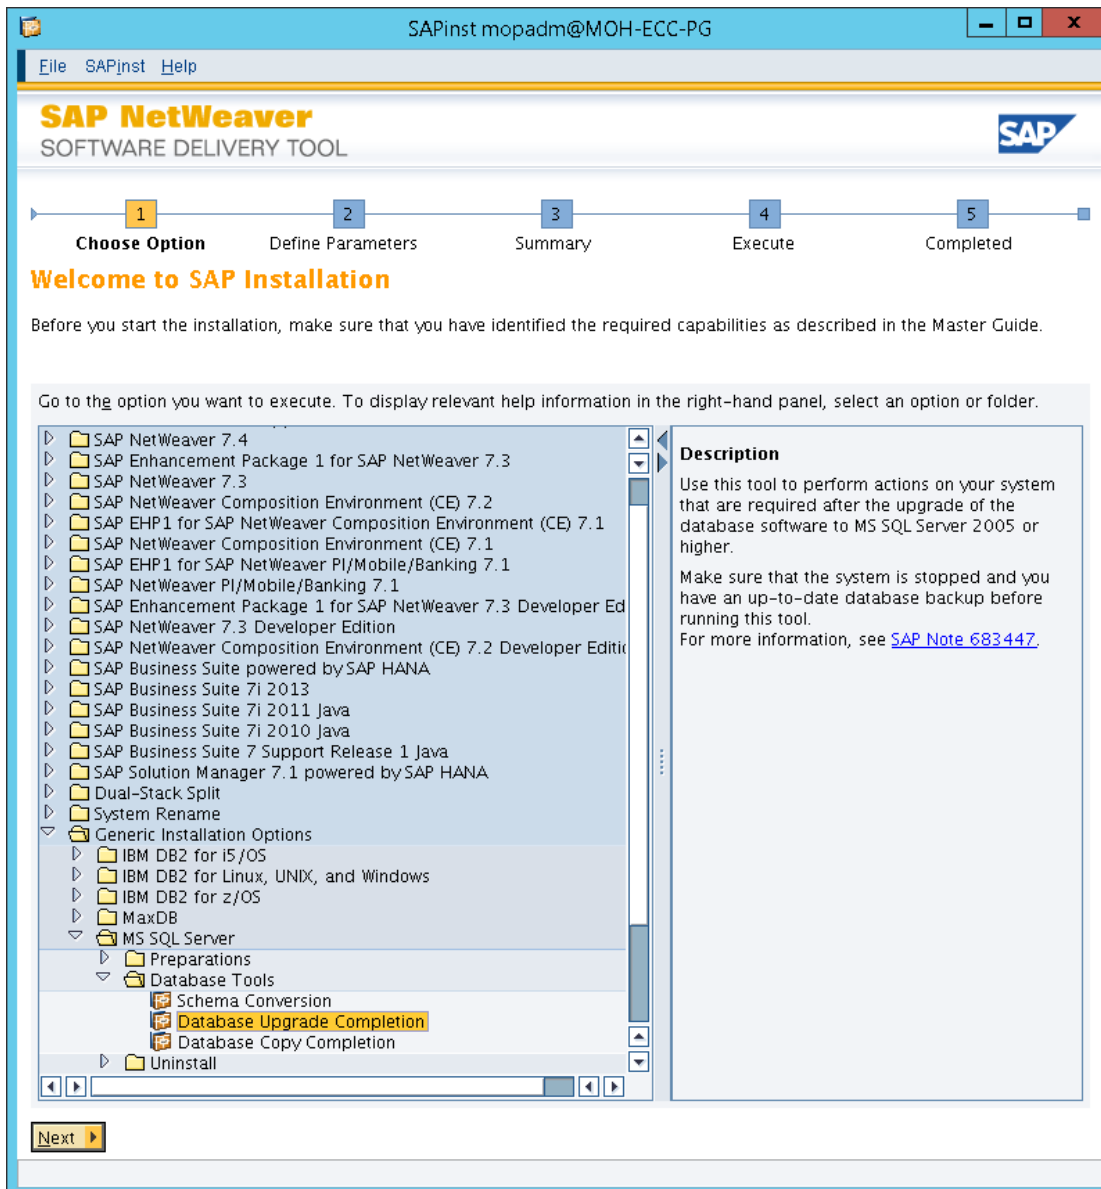 SAPinst mopadm@MOH-ECC-PG
File SAPinst Help
SAP NetWeaver
SOFTWARE DELIVERY TOOL
SAP
1 2 3 4 5
Choose Option Define Parameters Summary Execute Completed
Welcome to SAP Installation
Before you start the installation, make sure that you have identified the required capabilities as described in the Master Guide.
Go to the option you want to execute. To display relevant help information in the right-hand panel, select an option or folder.
SAP NetWeaver 7.4
SAP Enhancement Package 1 for SAP NetWeaver 7.3
SAP NetWeaver 7.3
SAP NetWeaver Composition Environment (CE) 7.2
SAP EHP1 for SAP NetWeaver Composition Environment (CE) 7.1
SAP NetWeaver Composition Environment (CE) 7.1
SAP EHP1 for SAP NetWeaver PI/Mobile/Banking 7.1
SAP NetWeaver PI/Mobile/Banking 7.1
SAP Enhancement Package 1 for SAP NetWeaver 7.3 Developer Ed
SAP NetWeaver 7.3 Developer Edition
SAP NetWeaver Composition Environment (CE) 7.2 Developer Editi
SAP Business Suite powered by SAP HANA
SAP Business Suite 7i 2013
SAP Business Suite 7i 2011 Java
SAP Business Suite 7i 2010 Java
SAP Business Suite 7 Support Release 1 Java
SAP Solution Manager 7.1 powered by SAP HANA
Dual-Stack Split
System Rename
Generic Installation Options
IBM DB2 for i5/OS
IBM DB2 for Linux, UNIX, and Windows
IBM DB2 for z/OS
MaxDB
MS SQL Server
Preparations
Database Tools
Schema Conversion
Database Upgrade Completion
Database Copy Completion
Uninstall
Description
Use this tool to perform actions on your system
that are required after the upgrade of the
database software to MS SQL Server 2005 or
higher.
Make sure that the system is stopped and you
have an up-to-date database backup before
running this tool.
For more information, see SAP Note 683447.
Next